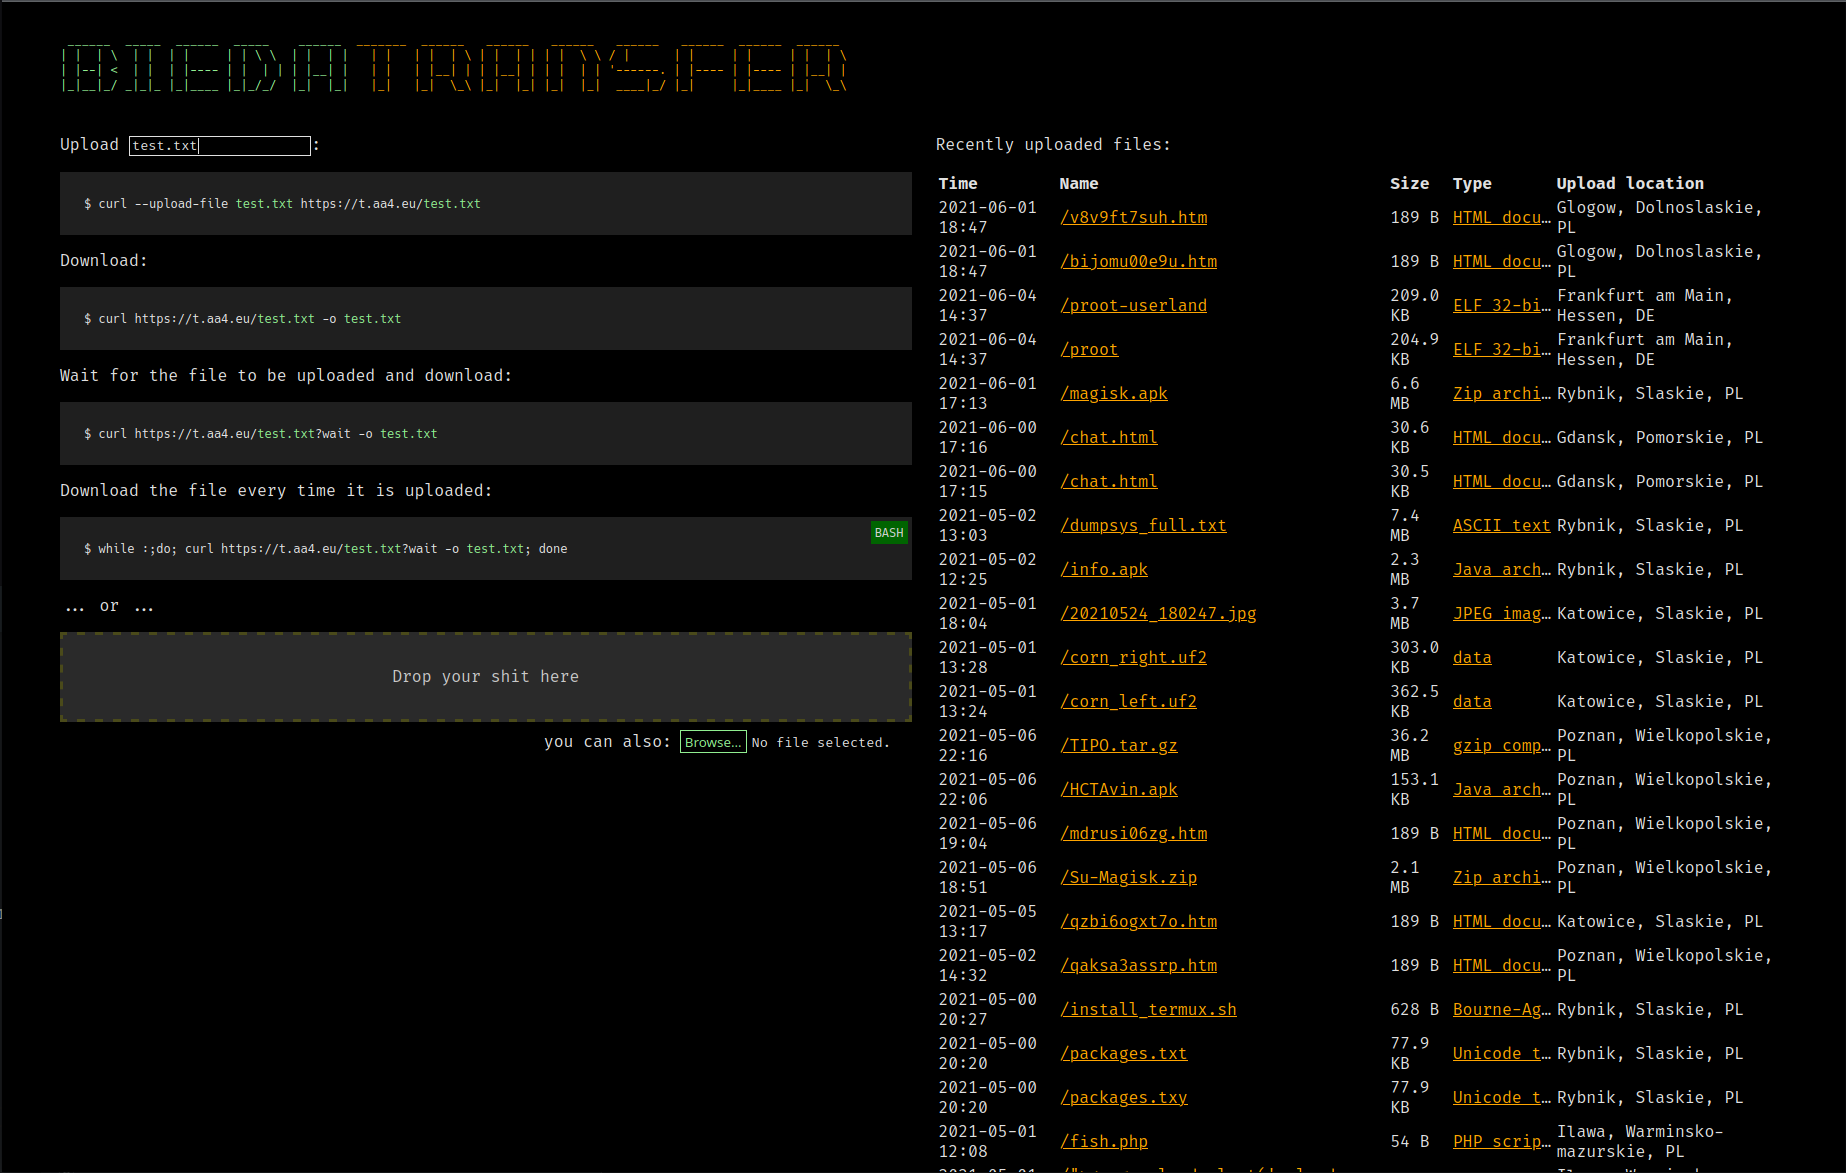 BIEDATRANSFER
Upload test.txt :
$ curl --upload-file test.txt https://t.aa4.eu/test.txt
Download:
$ curl https://t.aa4.eu/test.txt -o test.txt
Wait for the file to be uploaded and download:
$ curl https://t.aa4.eu/test.txt?wait -o test.txt
Download the file every time it is uploaded:
BASH
$ while :;do; curl https://t.aa4.eu/test.txt?wait -o test.txt; done
... or ...
Drop your shit here
you can also: Browse... No file selected.
Recently uploaded files:
Time Name Size Type Upload location
2021-06-01 18:47 /v8v9ft7suh.htm 189 B HTML docu… Glogow, Dolnoslaskie, PL
2021-06-01 18:47 /bijomu00e9u.htm 189 B HTML docu… Glogow, Dolnoslaskie, PL
2021-06-04 14:37 /proot-userland 209.0 KB ELF 32-bi… Frankfurt am Main, Hessen, DE
2021-06-04 14:37 /proot 204.9 KB ELF 32-bi… Frankfurt am Main, Hessen, DE
2021-06-01 17:13 /magisk.apk 6.6 MB Zip archi… Rybnik, Slaskie, PL
2021-06-00 17:16 /chat.html 30.6 KB HTML docu… Gdansk, Pomorskie, PL
2021-06-00 17:15 /chat.html 30.5 KB HTML docu… Gdansk, Pomorskie, PL
2021-05-02 13:03 /dumpsys_full.txt 7.4 MB ASCII text Rybnik, Slaskie, PL
2021-05-02 12:25 /info.apk 2.3 MB Java arch… Rybnik, Slaskie, PL
2021-05-01 18:04 /20210524_180247.jpg 3.7 MB JPEG imag… Katowice, Slaskie, PL
2021-05-01 13:28 /corn_right.uf2 303.0 KB data Katowice, Slaskie, PL
2021-05-01 13:24 /corn_left.uf2 362.5 KB data Katowice, Slaskie, PL
2021-05-06 22:16 /TIPO.tar.gz 36.2 MB gzip comp… Poznan, Wielkopolskie, PL
2021-05-06 22:06 /HCTAvin.apk 153.1 KB Java arch… Poznan, Wielkopolskie, PL
2021-05-06 19:04 /mdrusi06zg.htm 189 B HTML docu… Poznan, Wielkopolskie, PL
2021-05-06 18:51 /Su-Magisk.zip 2.1 MB Zip archi… Poznan, Wielkopolskie, PL
2021-05-05 13:17 /qzbi6ogxt7o.htm 189 B HTML docu… Katowice, Slaskie, PL
2021-05-02 14:32 /qaksa3assrp.htm 189 B HTML docu… Poznan, Wielkopolskie, PL
2021-05-00 20:27 /install_termux.sh 628 B Bourne-Ag… Rybnik, Slaskie, PL
2021-05-00 20:20 /packages.txt 77.9 KB Unicode t… Rybnik, Slaskie, PL
2021-05-00 20:20 /packages.txy 77.9 KB Unicode t… Rybnik, Slaskie, PL
2021-05-01 12:08 /fish.php 54 B PHP scrip… Ilawa, Warminsko-mazurskie, PL